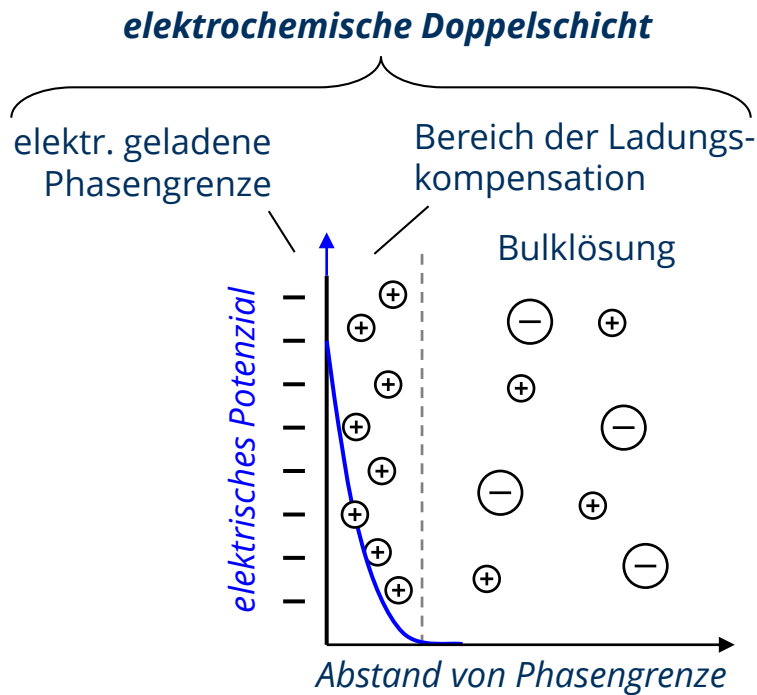 elektrochemische Doppelschicht
elektr. geladene
Phasengrenze
Bereich der Ladungs-
kompensation
Bulklösung
elektrisches Potenzial
Abstand von Phasengrenze